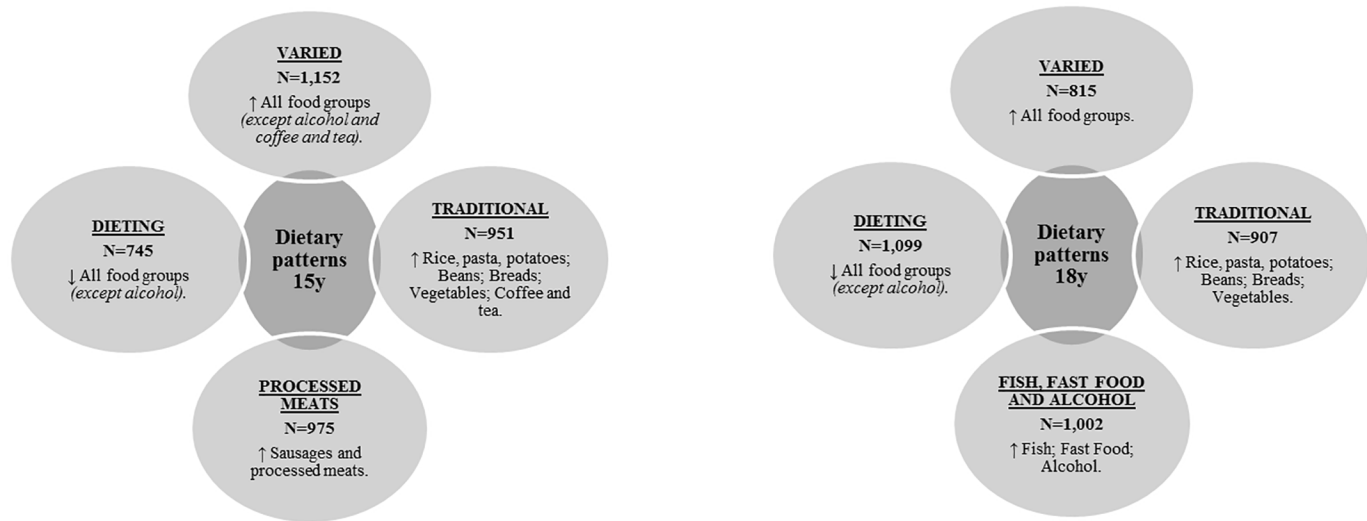 VARIED
N=1,152
↑ All food groups
(except alcohol and
coffee and tea).
DIETING
N=745
↓ All food groups
(except alcohol).
Dietary
patterns
15y
TRADITIONAL
N=951
↑ Rice, pasta, potatoes;
Beans; Breads;
Vegetables; Coffee and
tea.
PROCESSED
MEATS
N=975
↑ Sausages and
processed meats.
VARIED
N=815
↑ All food groups.
DIETING
N=1,099
↓ All food groups
(except alcohol).
Dietary
patterns
18y
TRADITIONAL
N=907
↑ Rice, pasta, potatoes;
Beans; Breads;
Vegetables.
FISH, FAST FOOD
AND ALCOHOL
N=1,002
↑ Fish; Fast Food;
Alcohol.